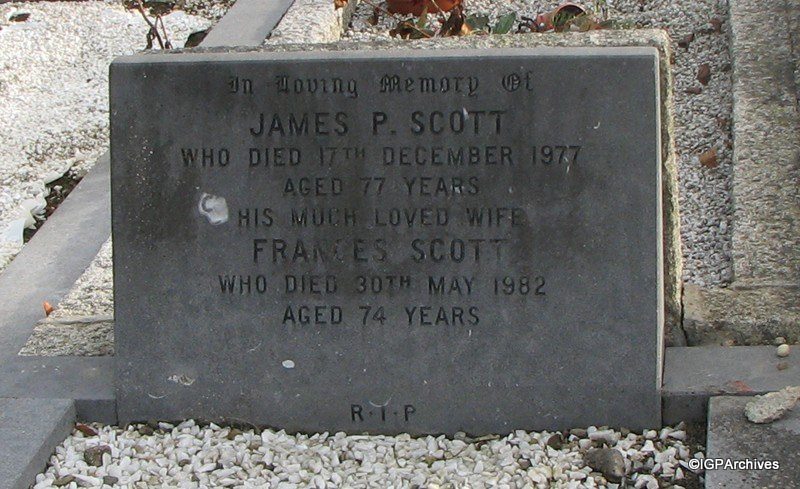 In Loving Memory Of
JAMES P. SCOTT
WHO DIED 17TH DECEMBER 1977
AGED 77 YEARS
HIS MUCH LOVED WIFE
FRANCES SCOTT
WHO DIED 30TH MAY 1982
AGED 74 YEARS
R·I·P
©IGPArchives